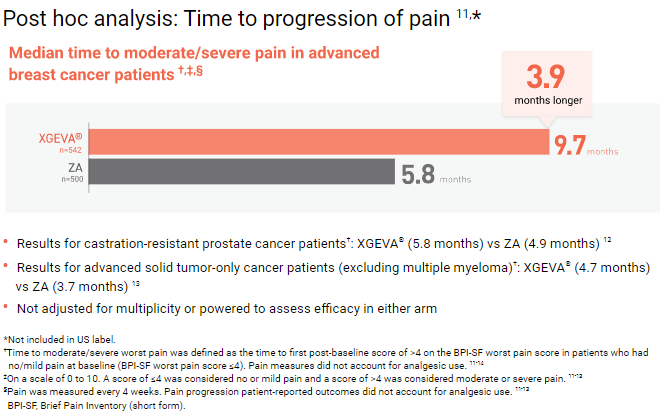 Post hoc analysis: Time to progression of pain ¹¹,*
Median time to moderate/severe pain in advanced
breast cancer patients †,‡,§
3.9
months longer
XGEVA®
n=542
9.7 months
ZA
n=500
5.8 months
• Results for castration-resistant prostate cancer patients†: XGEVA® (5.8 months) vs ZA (4.9 months) ¹²
• Results for advanced solid tumor-only cancer patients (excluding multiple myeloma)†: XGEVA® (4.7 months)
vs ZA (3.7 months) ¹³
• Not adjusted for multiplicity or powered to assess efficacy in either arm
*Not included in US label.
†Time to moderate/severe worst pain was defined as the time to first post-baseline score of >4 on the BPI-SF worst pain score in patients who had
no/mild pain at baseline (BPI-SF worst pain score ≤4). Pain measures did not account for analgesic use. ¹¹⁻¹⁴
‡On a scale of 0 to 10. A score of ≤4 was considered no or mild pain and a score of >4 was considered moderate or severe pain. ¹¹⁻¹³
§Pain was measured every 4 weeks. Pain progression patient-reported outcomes did not account for analgesic use. ¹¹⁻¹³
BPI-SF, Brief Pain Inventory (short form).